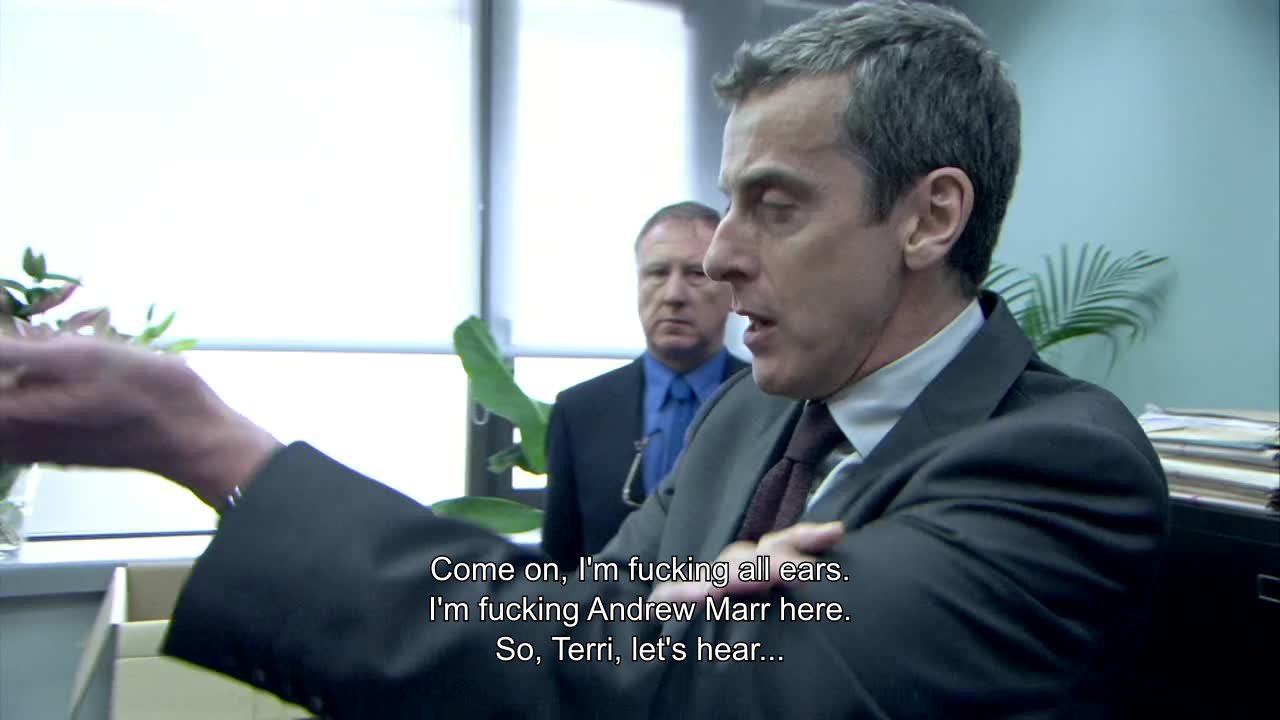 Come on, I'm fucking all ears.
I'm fucking Andrew Marr here.
So, Terri, let's hear...